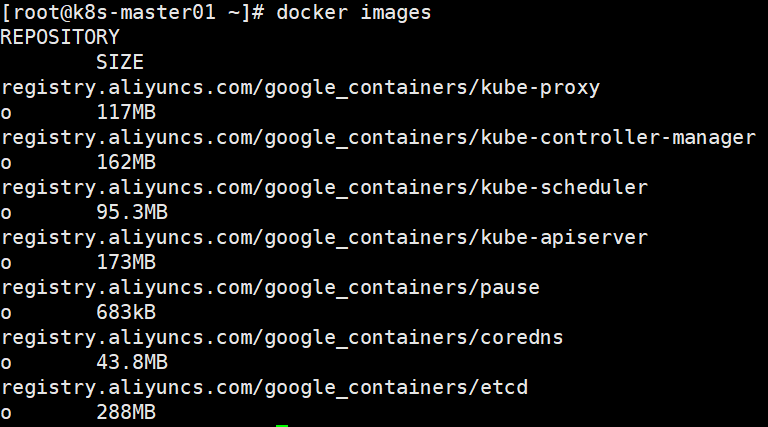 [root@k8s-master01 ~]# docker images
REPOSITORY
SIZE
registry.aliyuncs.com/google_containers/kube-proxy
o 117MB
registry.aliyuncs.com/google_containers/kube-controller-manager
o 162MB
registry.aliyuncs.com/google_containers/kube-scheduler
o 95.3MB
registry.aliyuncs.com/google_containers/kube-apiserver
o 173MB
registry.aliyuncs.com/google_containers/pause
o 683kB
registry.aliyuncs.com/google_containers/coredns
o 43.8MB
registry.aliyuncs.com/google_containers/etcd
o 288MB